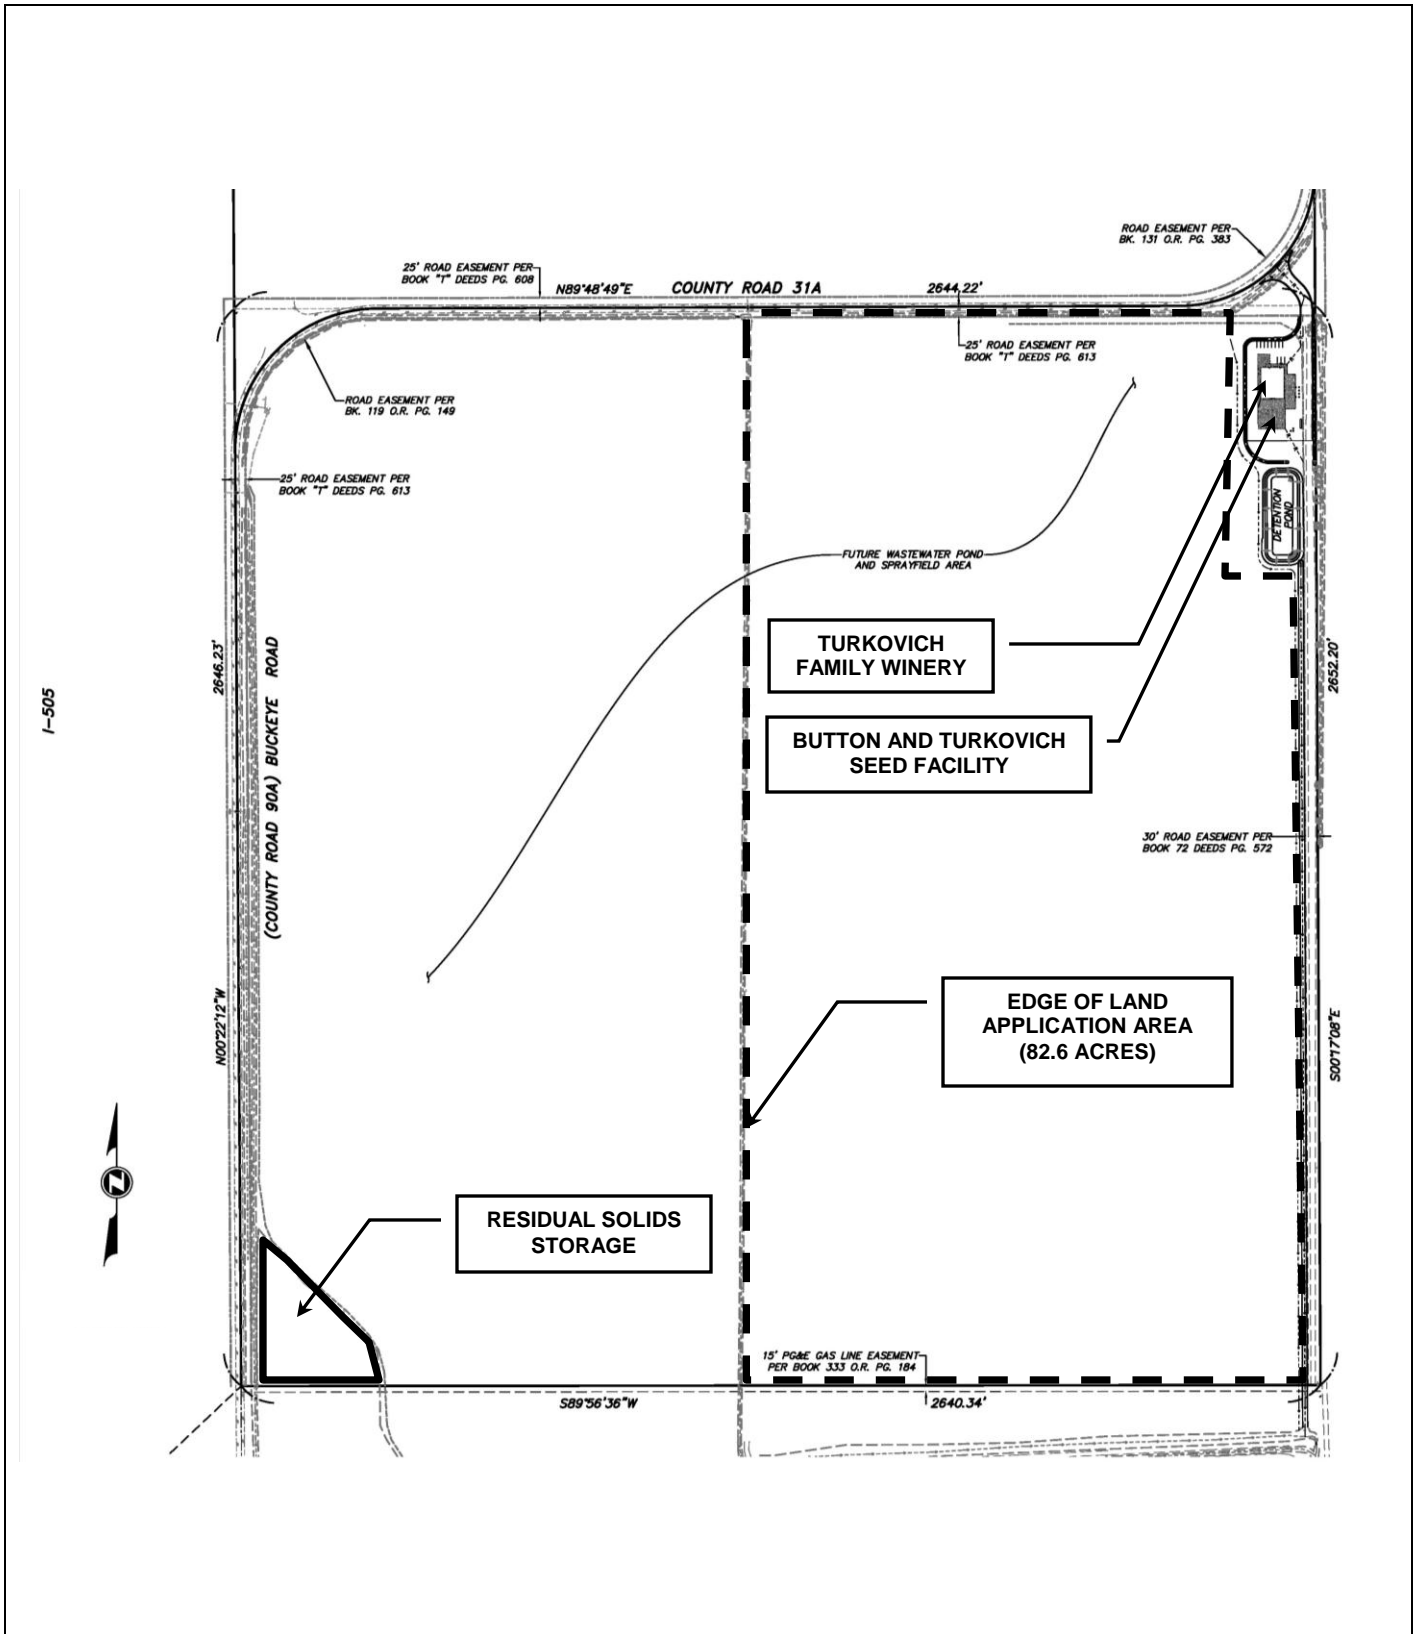 ROAD EASEMENT PER
BK. 131 O.R. PG. 383
25' ROAD EASEMENT PER
BOOK "T" DEEDS PG. 608
N89°48'49"E
COUNTY ROAD 31A
2644.22'
25' ROAD EASEMENT PER
BOOK "T" DEEDS PG. 613
ROAD EASEMENT PER
BK. 119 O.R. PG. 149
25' ROAD EASEMENT PER
BOOK "T" DEEDS PG. 613
DETENTION
POND
FUTURE WASTEWATER POND
AND SPRAYFIELD AREA
TURKOVICH
FAMILY WINERY
I-505
2646.23'
(COUNTY ROAD 90A) BUCKEYE ROAD
2652.20'
BUTTON AND TURKOVICH
SEED FACILITY
30' ROAD EASEMENT PER
BOOK 72 DEEDS PG. 572
N00°22'12"W
EDGE OF LAND
APPLICATION AREA
(82.6 ACRES)
S00°17'08"E
N
RESIDUAL SOLIDS
STORAGE
15' PG&E GAS LINE EASEMENT
PER BOOK 333 O.R. PG. 184
S89°56'36"W
2640.34'